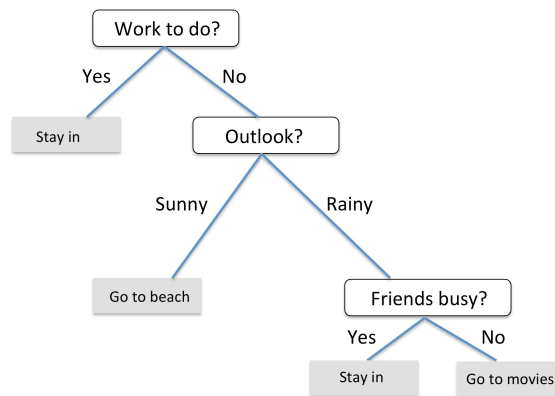 Work to do?
Yes
No
Stay in
Outlook?
Sunny
Rainy
Go to beach
Friends busy?
Yes
No
Stay in
Go to movies